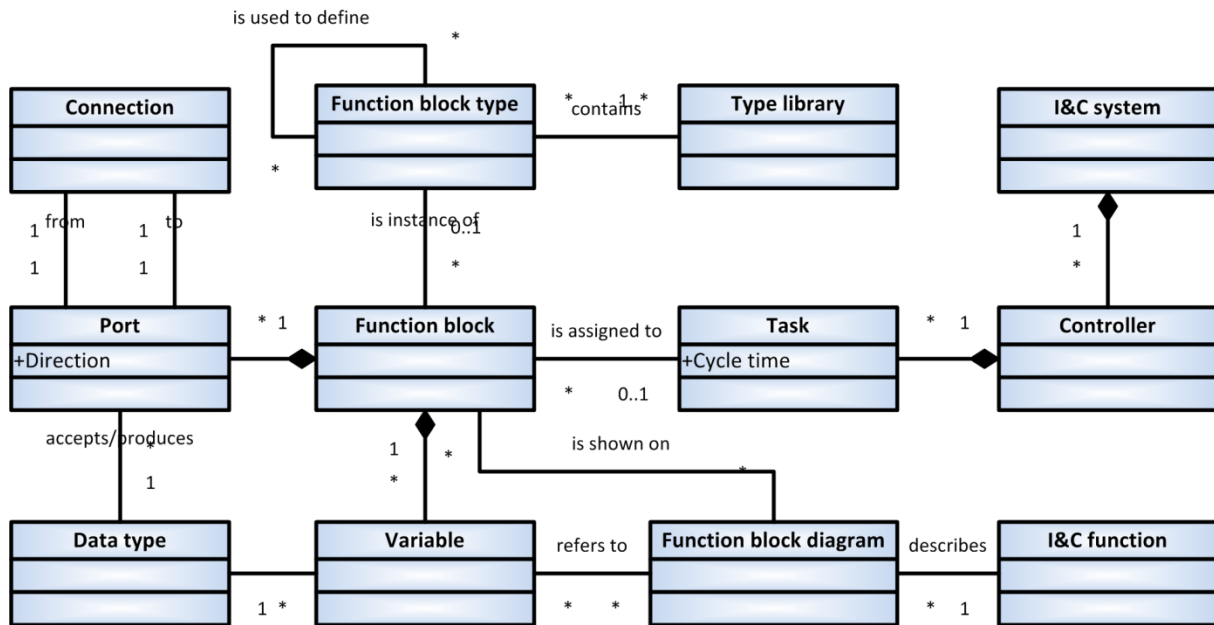 is used to define
*
Connection
Function block type
* 1..*
contains
Type library
I&C system
*
from to
1 1
is instance of
0..1
1
1 1
*
*
Port
* 1
Function block
is assigned to
Task
* 1
Controller
+Direction
+Cycle time
* 0..1
accepts/produces
*
1
1
*
*
is shown on
*
Data type
Variable
refers to
Function block diagram
describes
I&C function
1 *
* *
* 1